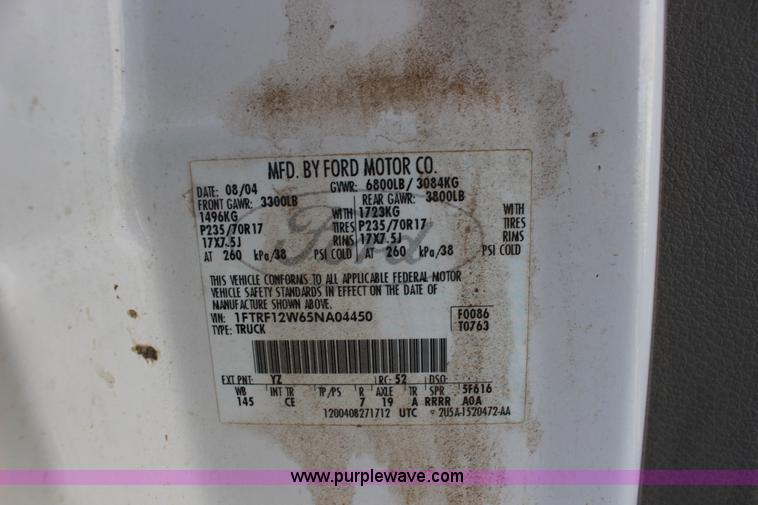 MFD. BY FORD MOTOR CO.
DATE: 08/04 GVWR: 6800LB/ 3084KG
FRONT GAWR: 3300LB REAR GAWR: 3800LB
1496KG WITH 1723KG WITH
P235/70R17 TIRES P235/70R17 TIRES
17X7.5J RIMS 17X7.5J RIMS
AT 260 kPa/38 PSI COLD AT 260 kPa/38 PSI COLD
Ford
THIS VEHICLE CONFORMS TO ALL APPLICABLE FEDERAL MOTOR
VEHICLE SAFETY STANDARDS IN EFFECT ON THE DATE OF
MANUFACTURE SHOWN ABOVE.
VIN: 1FTRF12W65NA04450 F0086
TYPE: TRUCK T0763
EXT PNT: YZ RC: 52 DSO:
WB INT TR TP/PS R AXLE TR SPR 5F616
145 CE 7 19 A RRRR A0A
1200408271712 UTC 2U5A-1520472-AA
www.purplewave.com